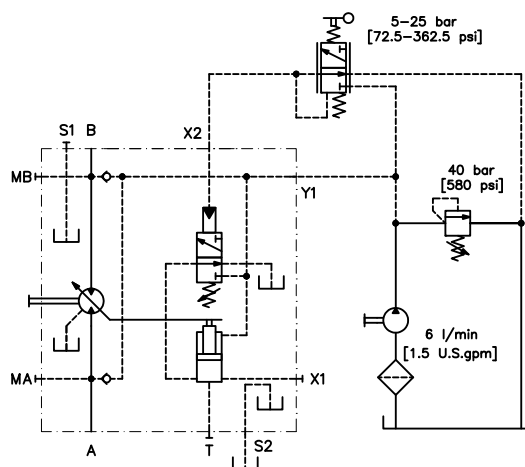 5–25 bar
[72.5–362.5 psi]
S1 B
X2
MB
Y1
40 bar
[580 psi]
6 l/min
[1.5 U.S.gpm]
MA
X1
A
T
S2